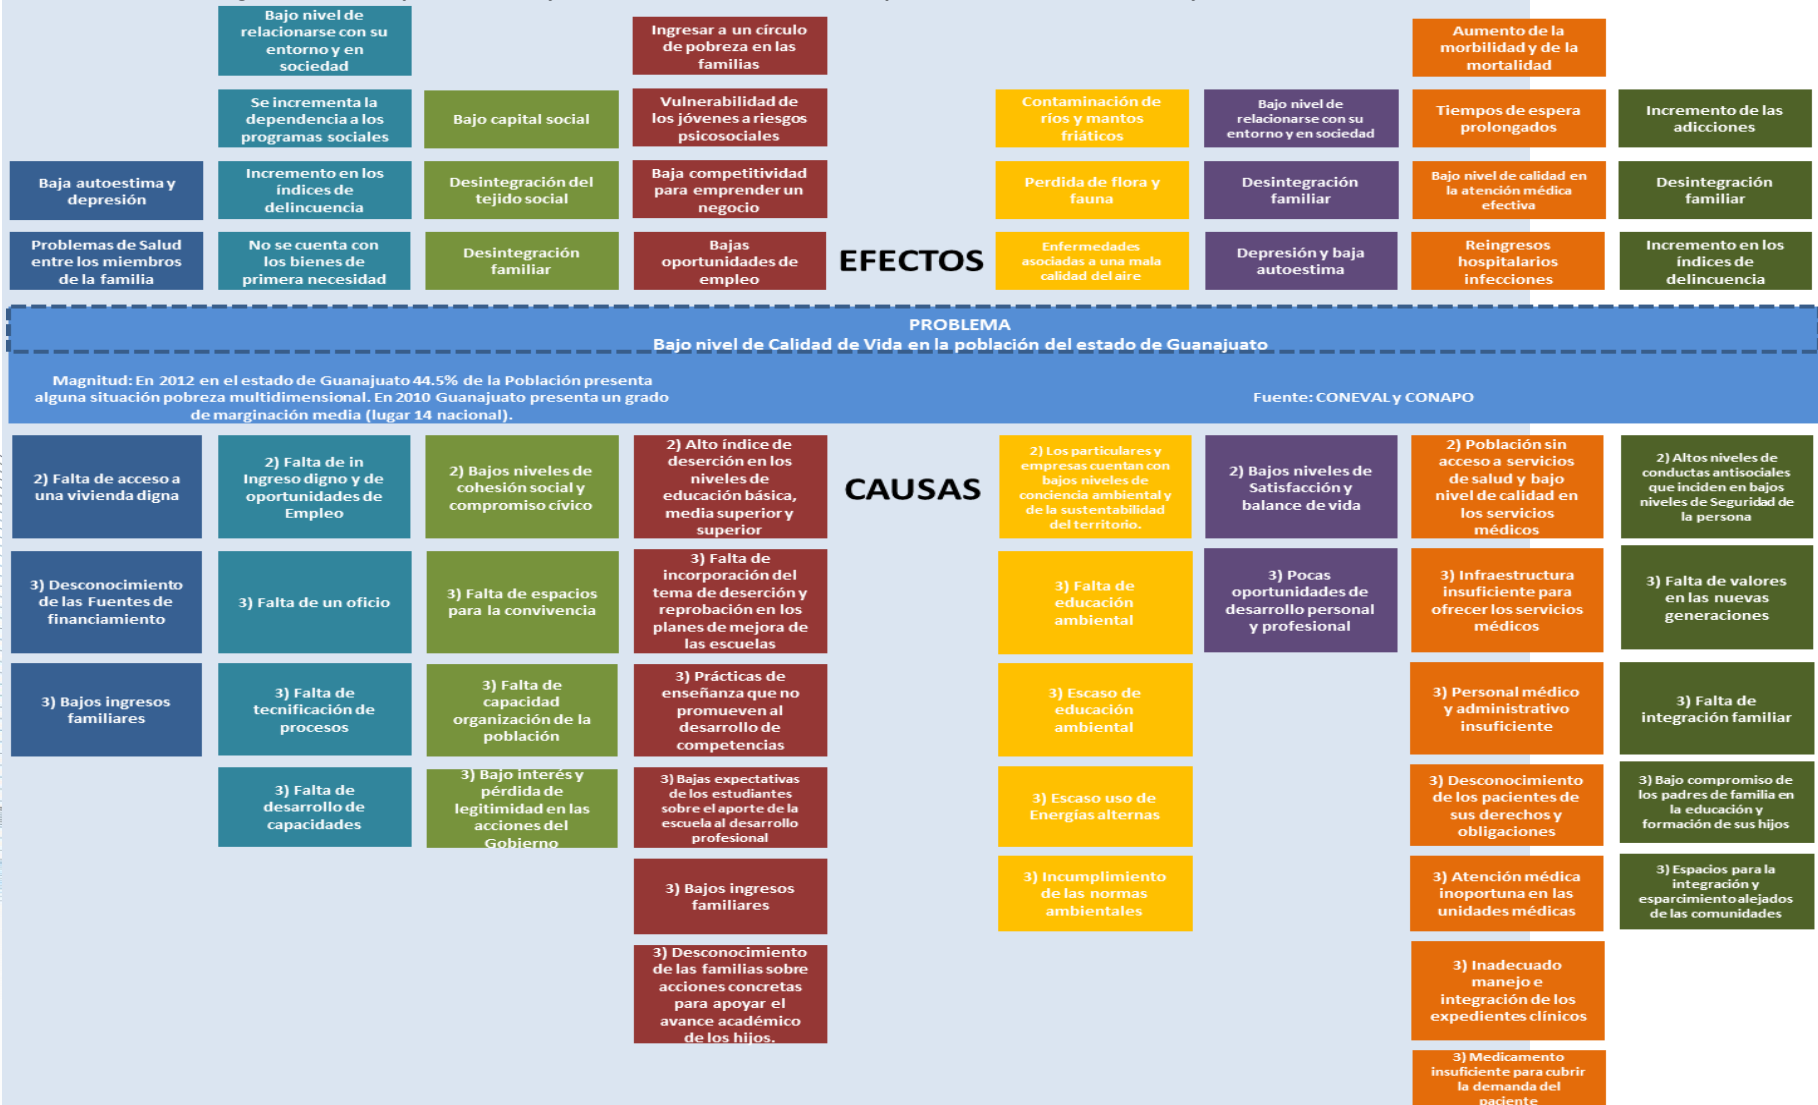 Bajo nivel de
relacionarse con su
entorno y en
sociedad
Ingresar a un círculo
de pobreza en las
familias
Aumento de la
morbilidad y de la
mortalidad
Se incrementa la
dependencia a los
programas sociales
Bajo capital social
Vulnerabilidad de
los jóvenes a riesgos
psicosociales
Contaminación de
ríos y mantos
friáticos
Bajo nivel de
relacionarse con su
entorno y en sociedad
Tiempos de espera
prolongados
Incremento de las
adicciones
Baja autoestima y
depresión
Incremento en los
índices de
delincuencia
Desintegración del
tejido social
Baja competitividad
para emprender un
negocio
Perdida de flora y
fauna
Desintegración
familiar
Bajo nivel de calidad en
la atención médica
efectiva
Desintegración
familiar
Problemas de Salud
entre los miembros
de la familia
No se cuenta con
los bienes de
primera necesidad
Desintegración
familiar
Bajas
oportunidades de
empleo
EFECTOS
Enfermedades
asociadas a una mala
calidad del aire
Depresión y baja
autoestima
Reingresos
hospitalarios
infecciones
Incremento en los
índices de
delincuencia
PROBLEMA
Bajo nivel de Calidad de Vida en la población del estado de Guanajuato
Magnitud: En 2012 en el estado de Guanajuato 44.5% de la Población presenta
alguna situación pobreza multidimensional. En 2010 Guanajuato presenta un grado
de marginación media (lugar 14 nacional).
Fuente: CONEVAL y CONAPO
2) Falta de acceso a
una vivienda digna
2) Falta de in
Ingreso digno y de
oportunidades de
Empleo
2) Bajos niveles de
cohesión social y
compromiso cívico
2) Alto índice de
deserción en los
niveles de
educación básica,
media superior y
superior
CAUSAS
2) Los particulares y
empresas cuentan con
bajos niveles de
conciencia ambiental y
de la sustentabilidad
del territorio.
2) Bajos niveles de
Satisfacción y
balance de vida
2) Población sin
acceso a servicios
de salud y bajo
nivel de calidad en
los servicios
médicos
2) Altos niveles de
conductas antisociales
que inciden en bajos
niveles de Seguridad de
la persona
3) Desconocimiento
de las Fuentes de
financiamiento
3) Falta de un oficio
3) Falta de espacios
para la convivencia
3) Falta de
incorporación del
tema de deserción y
reprobación en los
planes de mejora de
las escuelas
3) Falta de
educación
ambiental
3) Pocas
oportunidades de
desarrollo personal
y profesional
3) Infraestructura
insuficiente para
ofrecer los servicios
médicos
3) Falta de valores
en las nuevas
generaciones
3) Bajos ingresos
familiares
3) Falta de
tecnificación de
procesos
3) Falta de
capacidad
organización de la
población
3) Prácticas de
enseñanza que no
promueven al
desarrollo de
competencias
3) Escaso de
educación
ambiental
3) Personal médico
y administrativo
insuficiente
3) Falta de
integración familiar
3) Falta de
desarrollo de
capacidades
3) Bajo interés y
pérdida de
legitimidad en las
acciones del
Gobierno
3) Bajas expectativas
de los estudiantes
sobre el aporte de la
escuela al desarrollo
profesional
3) Escaso uso de
Energías alternas
3) Desconocimiento
de los pacientes de
sus derechos y
obligaciones
3) Bajo compromiso de
los padres de familia en
la educación y
formación de sus hijos
3) Bajos ingresos
familiares
3) Incumplimiento
de las normas
ambientales
3) Atención médica
inoportuna en las
unidades médicas
3) Espacios para la
integración y
esparcimiento alejados
de las comunidades
3) Desconocimiento
de las familias sobre
acciones concretas
para apoyar el
avance académico
de los hijos.
3) Inadecuado
manejo e
integración de los
expedientes clínicos
3) Medicamento
insuficiente para cubrir
la demanda del
paciente